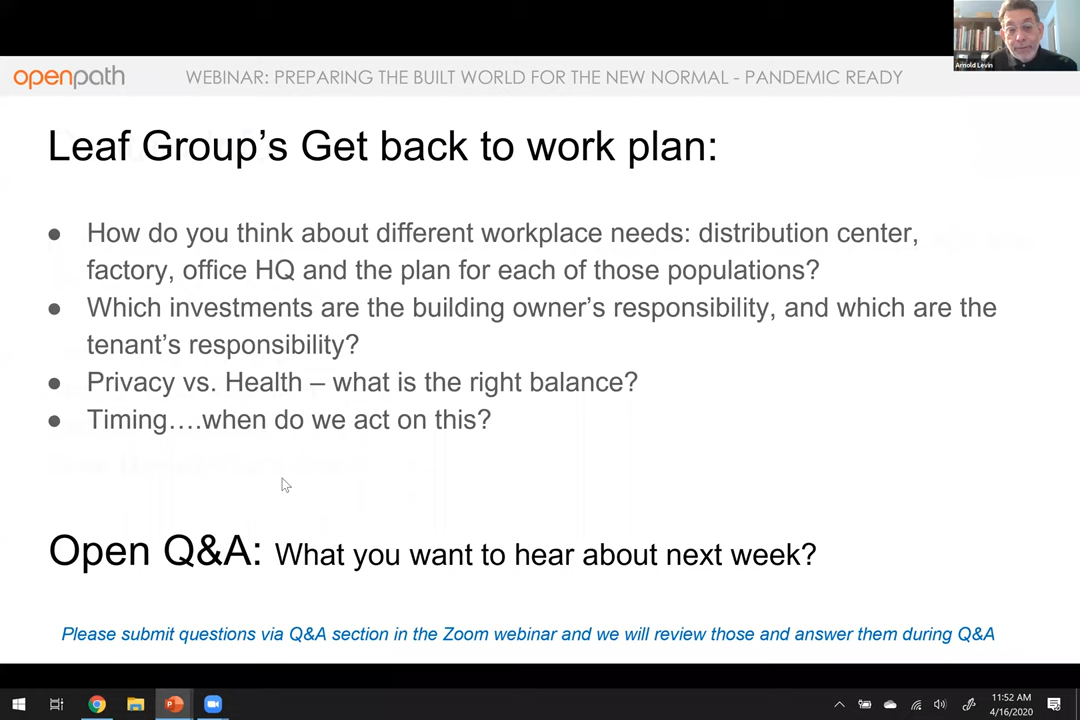 Arnold Levin
openpath
WEBINAR: PREPARING THE BUILT WORLD FOR THE NEW NORMAL - PANDEMIC READY
Leaf Group's Get back to work plan:
● How do you think about different workplace needs: distribution center,
factory, office HQ and the plan for each of those populations?
● Which investments are the building owner's responsibility, and which are the
tenant's responsibility?
● Privacy vs. Health – what is the right balance?
● Timing….when do we act on this?
Open Q&A: What you want to hear about next week?
Please submit questions via Q&A section in the Zoom webinar and we will review those and answer them during Q&A
11:52 AM
4/16/2020